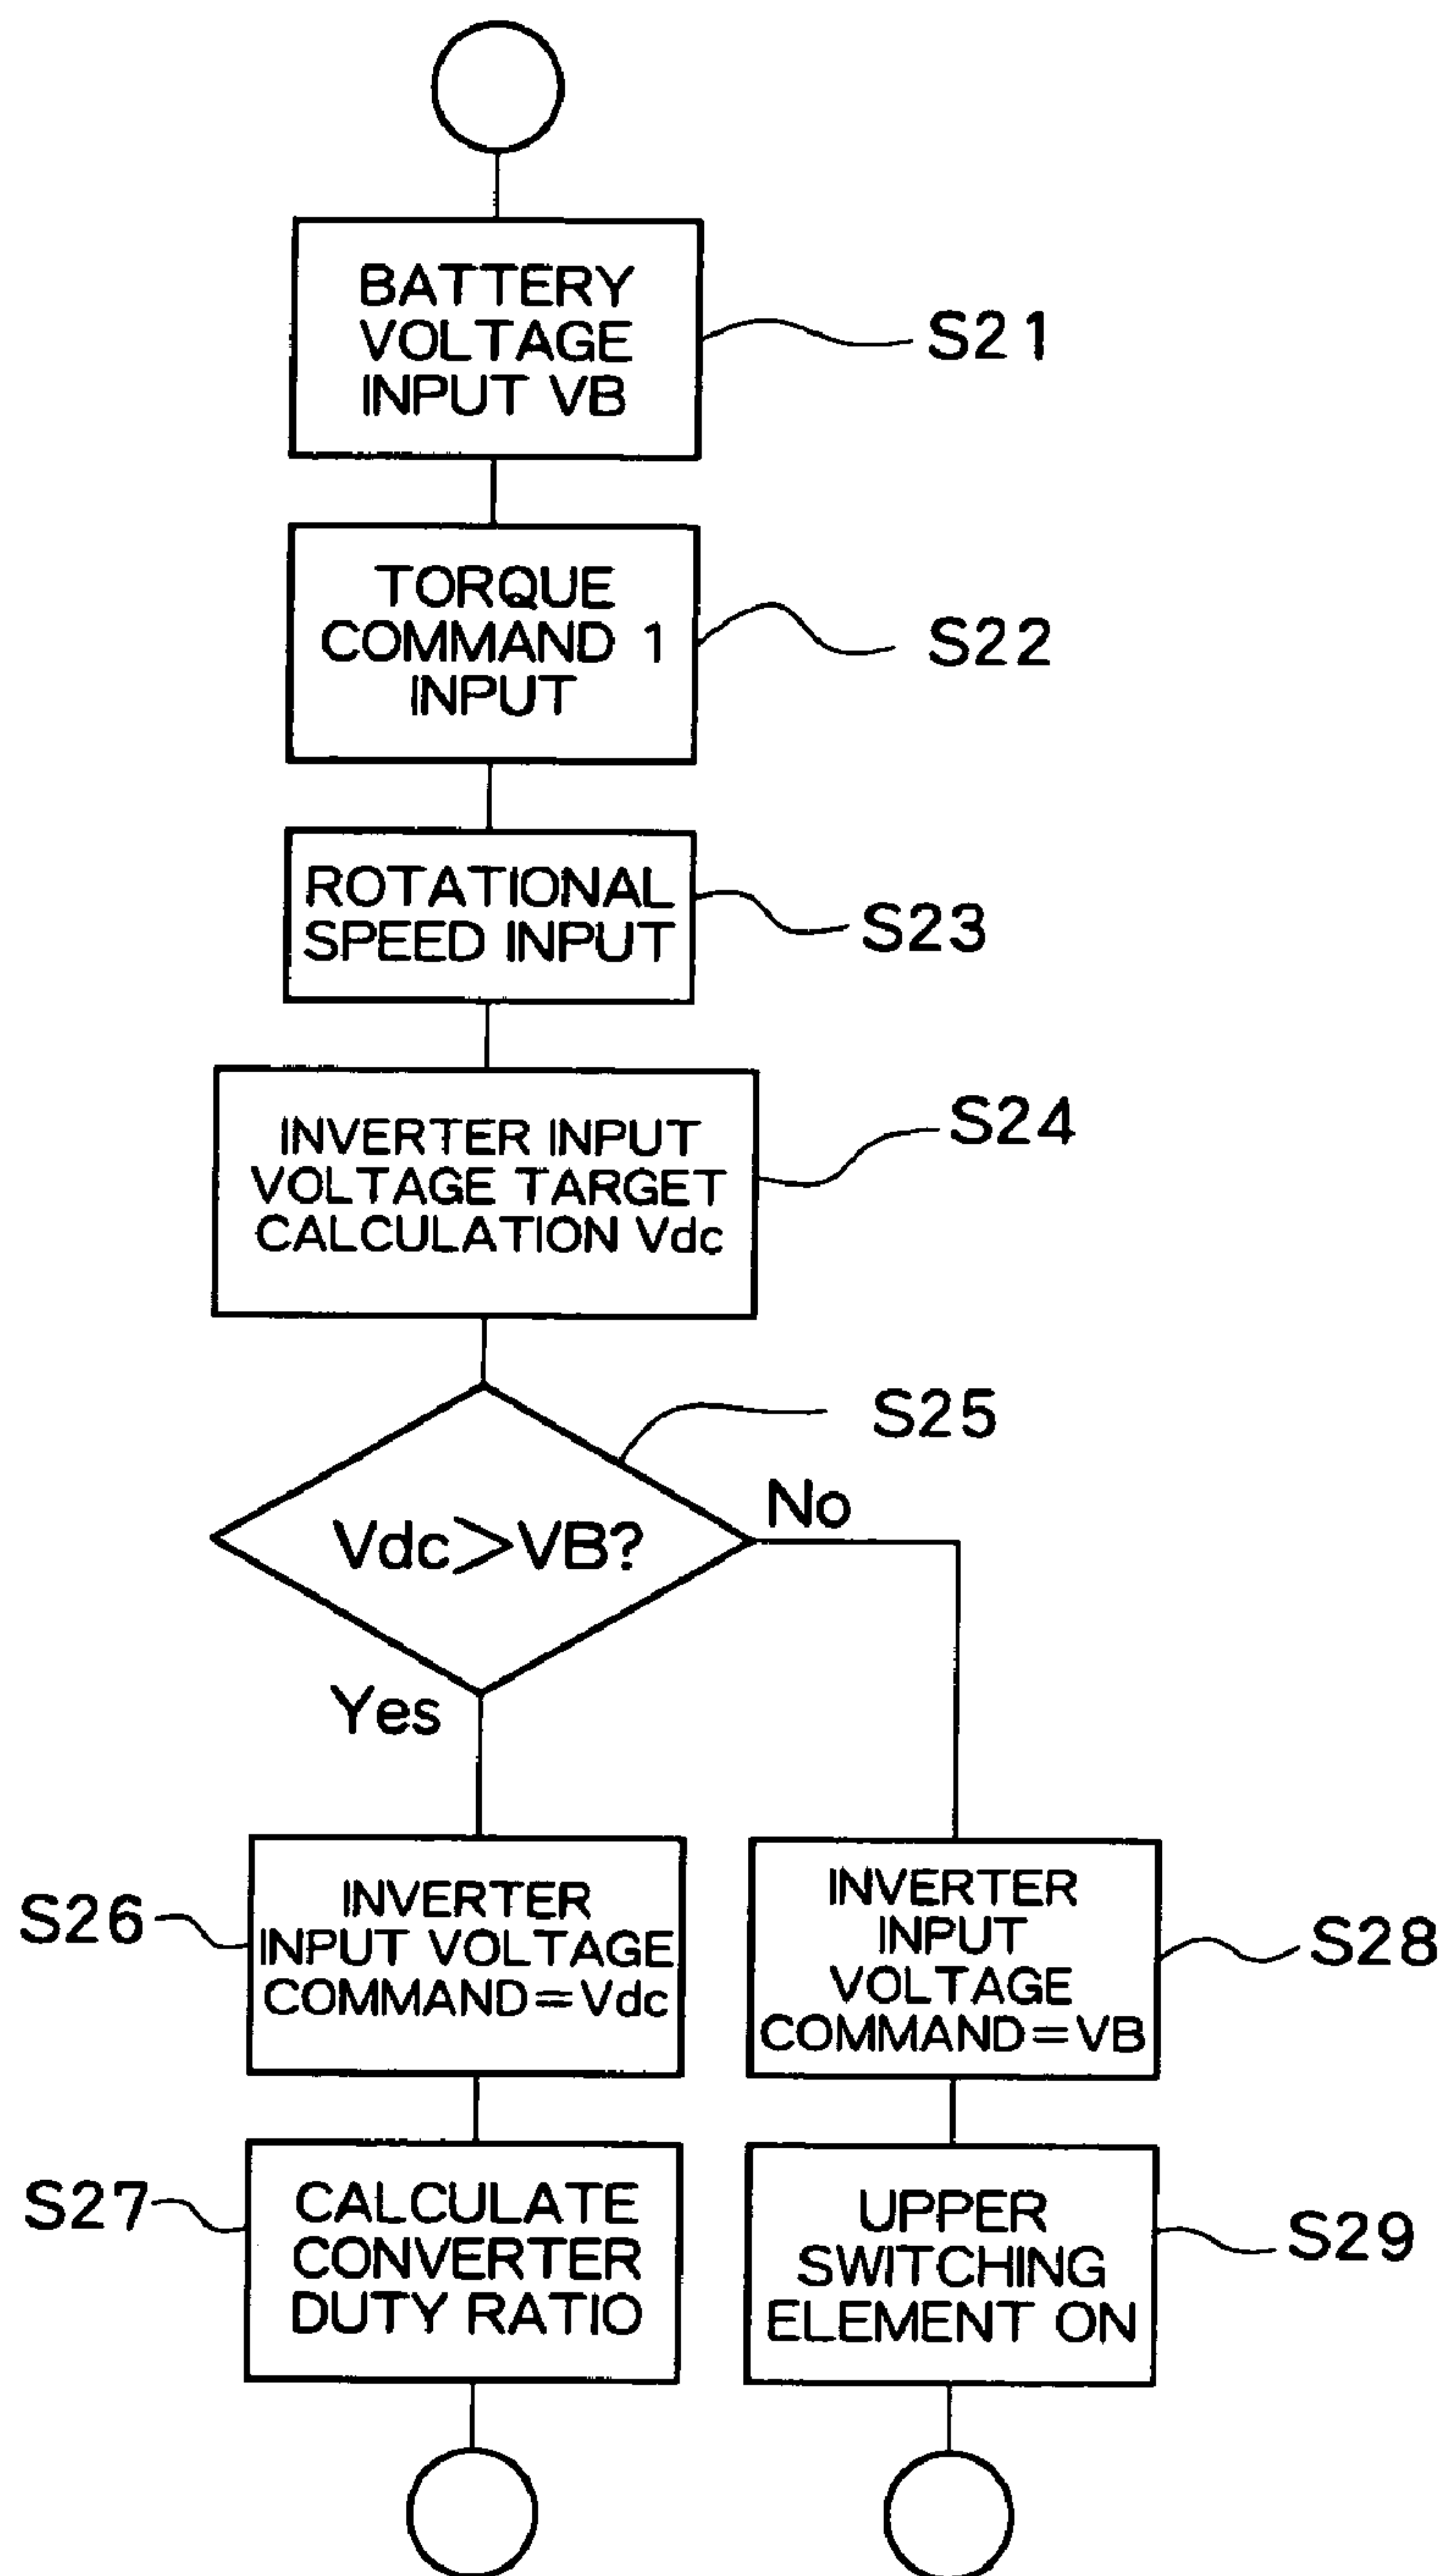 BATTERY
VOLTAGE
INPUT VB
S21
TORQUE
COMMAND 1
INPUT
S22
ROTATIONAL
SPEED INPUT
S23
INVERTER INPUT
VOLTAGE TARGET
CALCULATION Vdc
S24
S25
Vdc>VB?
No
Yes
S26
INVERTER
INPUT VOLTAGE
COMMAND=Vdc
INVERTER
INPUT
VOLTAGE
COMMAND=VB
S28
S27
CALCULATE
CONVERTER
DUTY RATIO
UPPER
SWITCHING
ELEMENT ON
S29